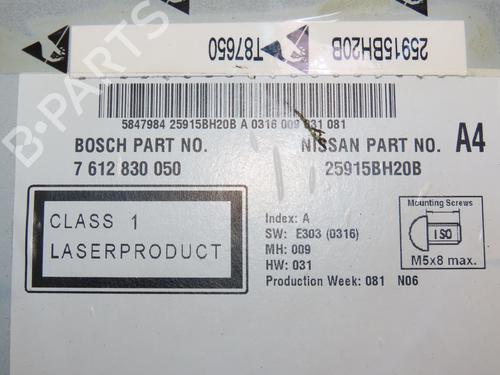 T87650
25915BH20B
5847984 25915BH20B A 0316 009 031 081
BOSCH PART NO.
7 612 830 050
NISSAN PART NO.
25915BH20B
A4
CLASS 1
LASERPRODUCT
Index: A
SW: E303 (0316)
MH: 009
HW: 031
Production Week: 081 N06
Mounting Screws
ISO
M5x8 max.
B-PARTS